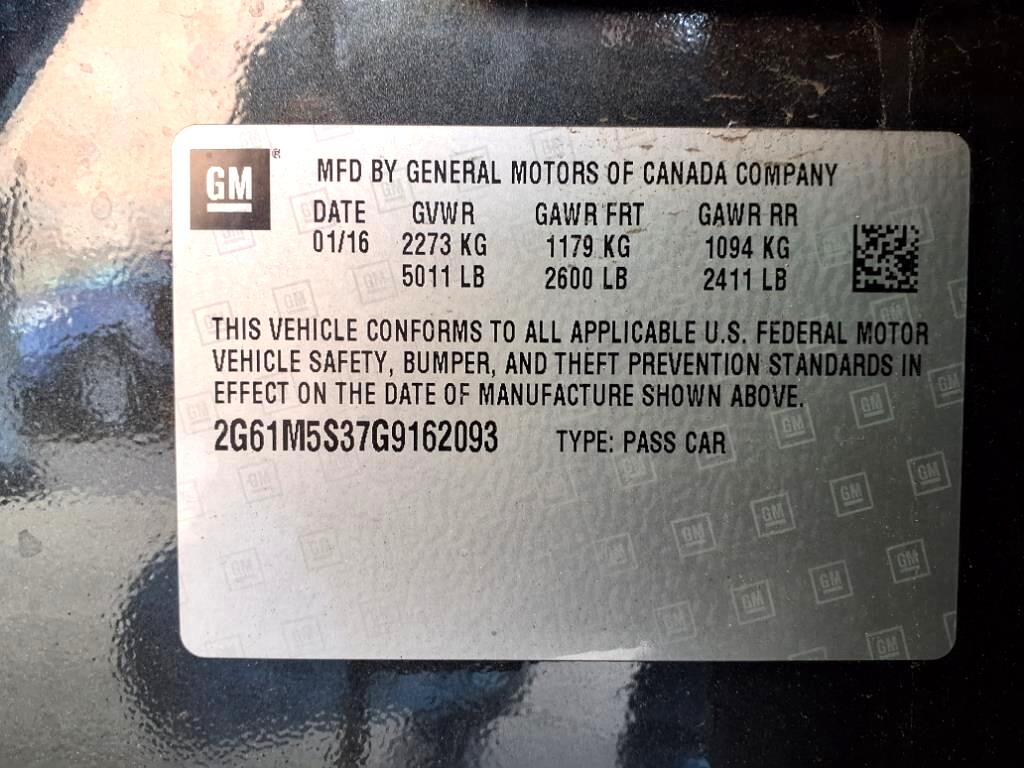 GM®
MFD BY GENERAL MOTORS OF CANADA COMPANY
DATE GVWR GAWR FRT GAWR RR
01/16 2273 KG 1179 KG 1094 KG
5011 LB 2600 LB 2411 LB
THIS VEHICLE CONFORMS TO ALL APPLICABLE U.S. FEDERAL MOTOR
VEHICLE SAFETY, BUMPER, AND THEFT PREVENTION STANDARDS IN
EFFECT ON THE DATE OF MANUFACTURE SHOWN ABOVE.
2G61M5S37G9162093 TYPE: PASS CAR